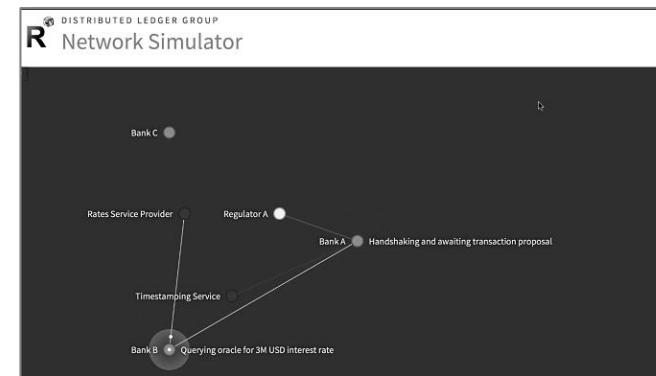 R
DISTRIBUTED LEDGER GROUP
Network Simulator
Bank C
Rates Service Provider
Regulator A
Bank A
Handshaking and awaiting transaction proposal
Timestamping Service
Bank B
Querying oracle for 3M USD interest rate